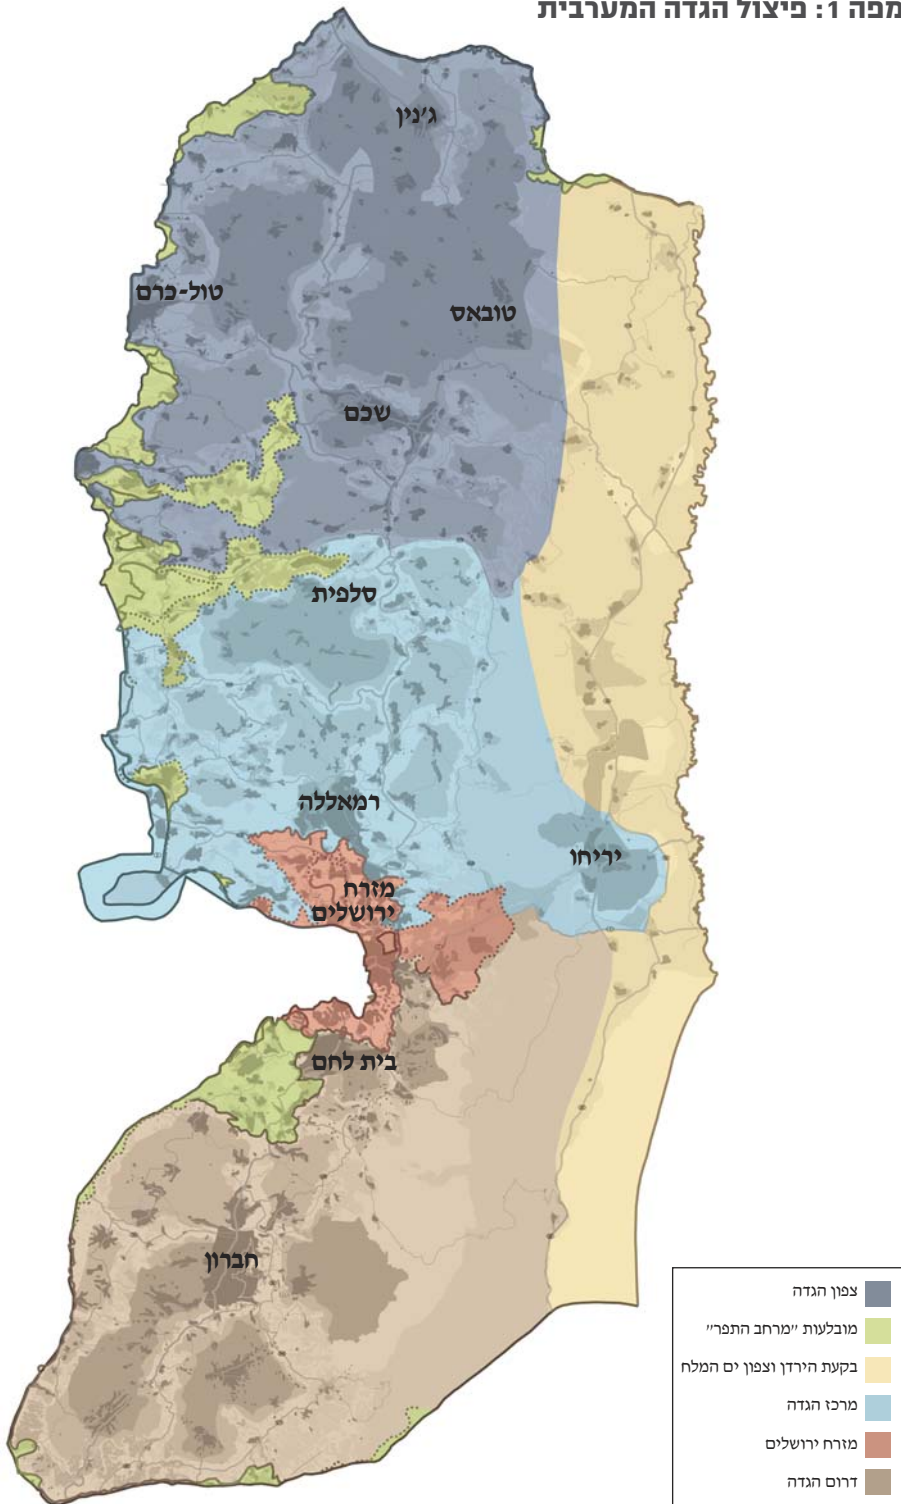 מפה 1: פיצול הגדה המערבית
ג'נין
טול-כרם
טובאס
שכם
סלפית
רמאללה
יריחו
מזרח
ירושלים
בית לחם
חברון
צפון הגדה
מובלעות "מרחב התפר"
בקעת הירדן וצפון ים המלח
מרכז הגדה
מזרח ירושלים
דרום הגדה